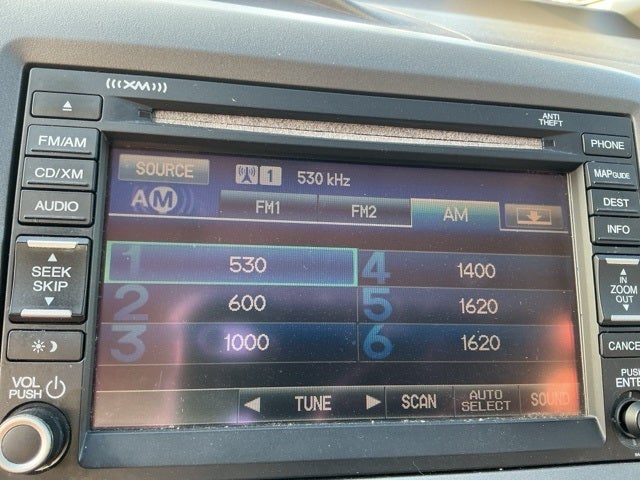 (((XM)))
ANTI THEFT
FM/AM
CD/XM
AUDIO
SEEK
SKIP
VOL
PUSH
PHONE
MAP GUIDE
DEST
INFO
IN
ZOOM
OUT
CANCE
PUSH
ENTE
SOURCE
1 530 kHz
AM
FM1 FM2 AM
1 530 4 1400
2 600 5 1620
3 1000 6 1620
TUNE SCAN AUTO SELECT SOUND